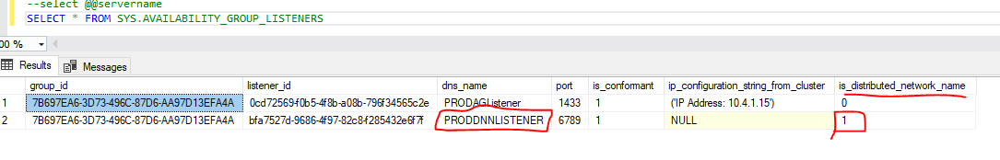 --select @@servername
SELECT * FROM SYS.AVAILABILITY_GROUP_LISTENERS
00 %
Results Messages
group_id listener_id dns_name port is_conformant ip_configuration_string_from_cluster is_distributed_network_name
1 7B697EA6-3D73-496C-87D6-AA97D13EFA4A 0cd72569-f0b5-4f8b-a08b-796f34565c2e PRODAGListener 1433 1 ('IP Address: 10.4.1.15') 0
2 7B697EA6-3D73-496C-87D6-AA97D13EFA4A bfa7527d-9686-4f97-82c8-f285432e6f7f PRODDNNLISTENER 6789 1 NULL 1